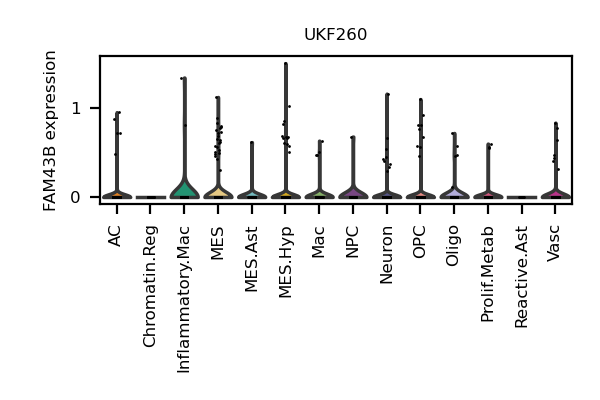 UKF260
FAM43B expression
1
0
AC
Chromatin.Reg
Inflammatory.Mac
MES
MES.Ast
MES.Hyp
Mac
NPC
Neuron
OPC
Oligo
Prolif.Metab
Reactive.Ast
Vasc